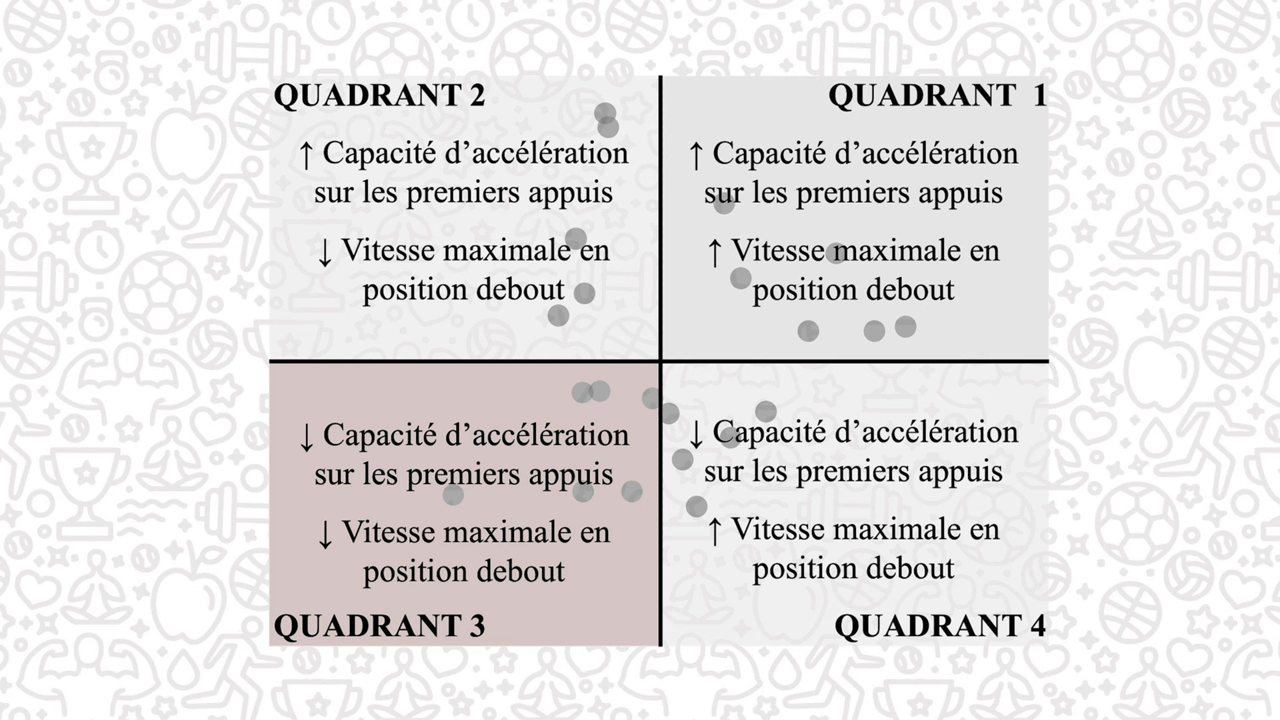 QUADRANT 2
↑ Capacité d’accélération
sur les premiers appuis
↓ Vitesse maximale en
position debout
QUADRANT 1
↑ Capacité d’accélération
sur les premiers appuis
↑ Vitesse maximale en
position debout
↓ Capacité d’accélération
sur les premiers appuis
↓ Vitesse maximale en
position debout
QUADRANT 3
↓ Capacité d’accélération
sur les premiers appuis
↑ Vitesse maximale en
position debout
QUADRANT 4